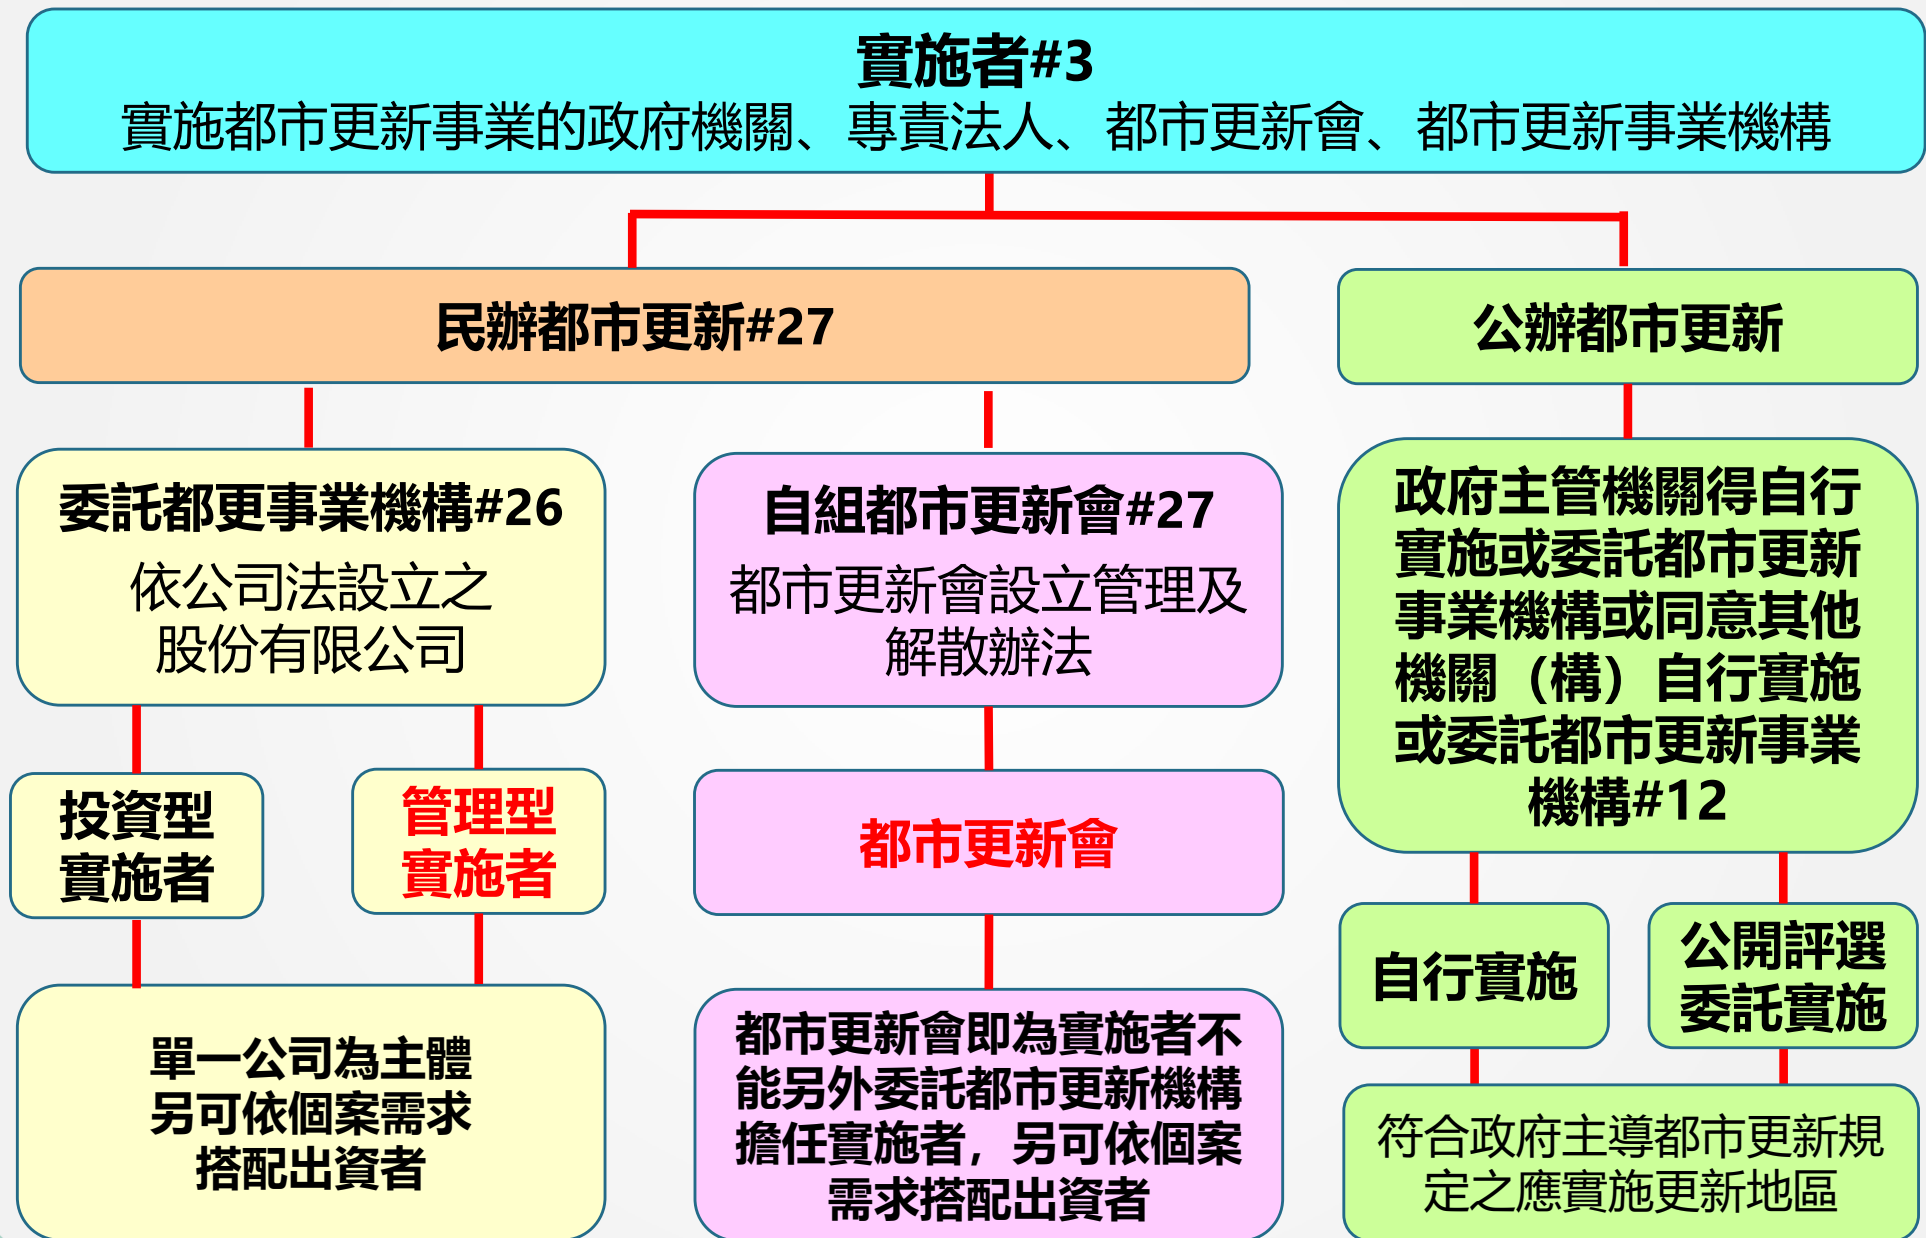 實施者#3
實施都市更新事業的政府機關、專責法人、都市更新會、都市更新事業機構
民辦都市更新#27
公辦都市更新
委託都更事業機構#26
依公司法設立之
股份有限公司
自組都市更新會#27
都市更新會設立管理及
解散辦法
政府主管機關得自行
實施或委託都市更新
事業機構或同意其他
機關（構）自行實施
或委託都市更新事業
機構#12
投資型
實施者
管理型
實施者
都市更新會
自行實施
公開評選
委託實施
單一公司為主體
另可依個案需求
搭配出資者
都市更新會即為實施者不
能另外委託都市更新機構
擔任實施者，另可依個案
需求搭配出資者
符合政府主導都市更新規
定之應實施更新地區